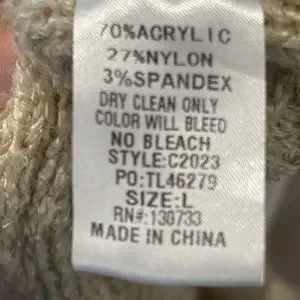 70%ACRYLIC
27%NYLON
3%SPANDEX
DRY CLEAN ONLY
COLOR WILL BLEED
NO BLEACH
STYLE:C2023
PO:TL46279
SIZE:L
RN#:130733
MADE IN CHINA